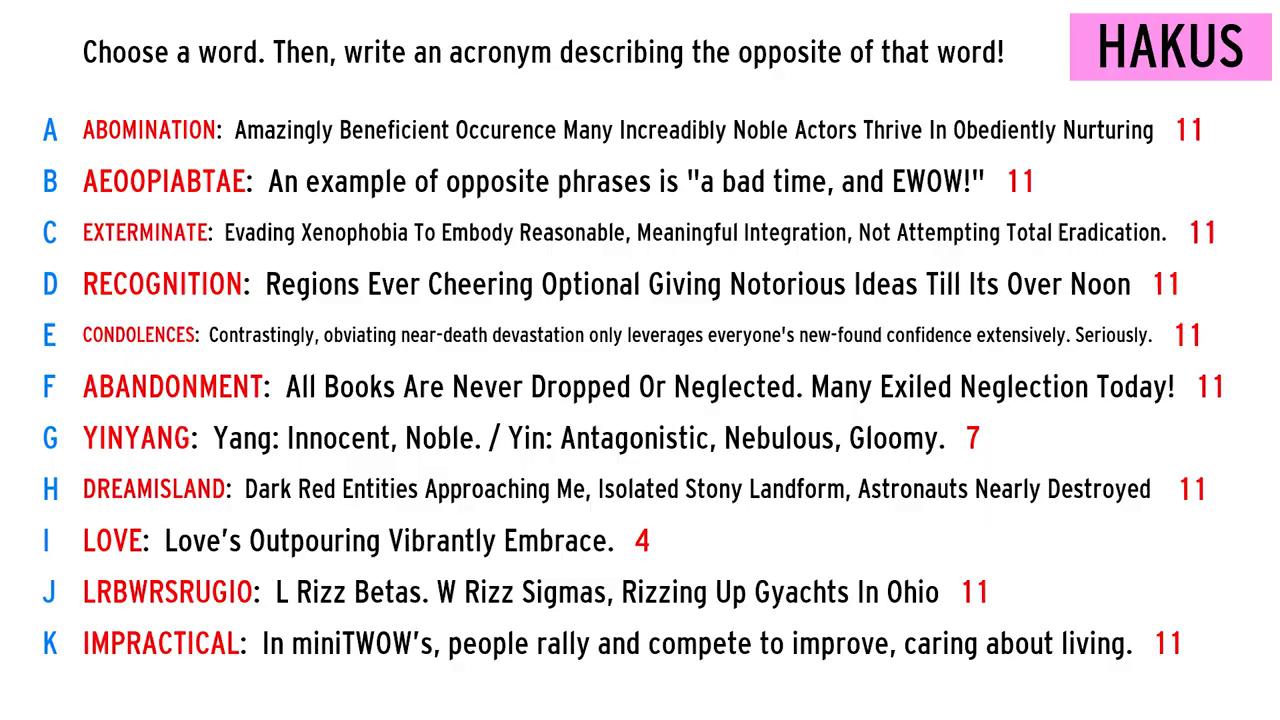 Choose a word. Then, write an acronym describing the opposite of that word!
HAKUS
A ABOMINATION: Amazingly Beneficient Occurence Many Increadibly Noble Actors Thrive In Obediently Nurturing 11
B AEOOPIABTAE: An example of opposite phrases is "a bad time, and EWOW!" 11
C EXTERMINATE: Evading Xenophobia To Embody Reasonable, Meaningful Integration, Not Attempting Total Eradication. 11
D RECOGNITION: Regions Ever Cheering Optional Giving Notorious Ideas Till Its Over Noon 11
E CONDOLENCES: Contrastingly, obviating near-death devastation only leverages everyone's new-found confidence extensively. Seriously. 11
F ABANDONMENT: All Books Are Never Dropped Or Neglected. Many Exiled Neglection Today! 11
G YINYANG: Yang: Innocent, Noble. / Yin: Antagonistic, Nebulous, Gloomy. 7
H DREAMISLAND: Dark Red Entities Approaching Me, Isolated Stony Landform, Astronauts Nearly Destroyed 11
I LOVE: Love’s Outpouring Vibrantly Embrace. 4
J LRBWRSRUGIO: L Rizz Betas. W Rizz Sigmas, Rizzing Up Gyachts In Ohio 11
K IMPRACTICAL: In miniTWOW’s, people rally and compete to improve, caring about living. 11